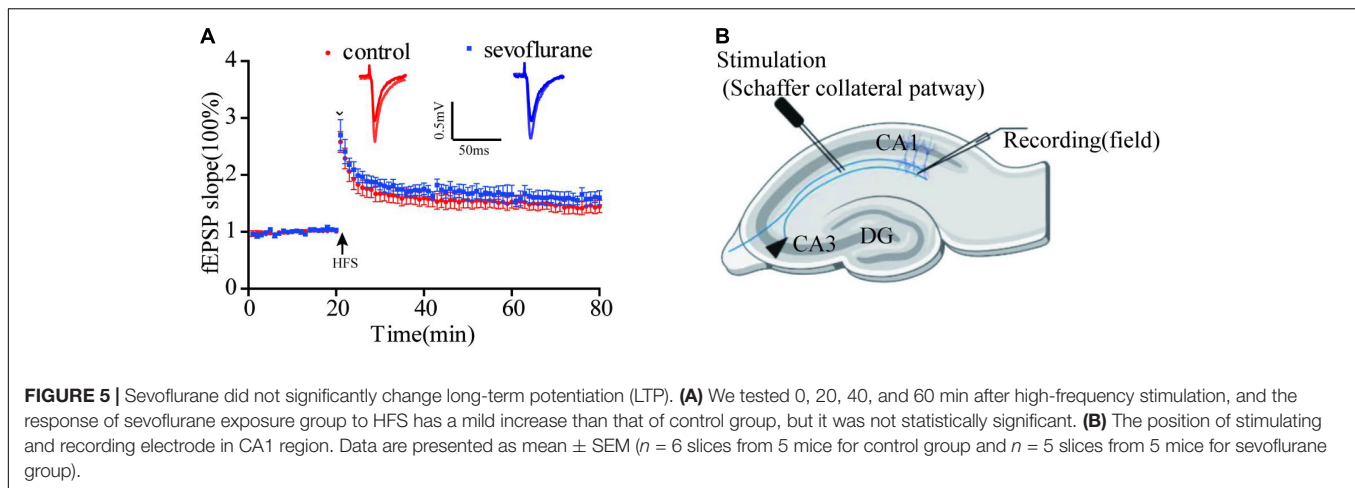 A
control
sevoflurane
fEPSP slope(100%)
4
3
2
1
0
0.5mV
50ms
HFS
0 20 40 60 80
Time(min)
B
Stimulation
(Schaffer collateral patway)
CA1
Recording(field)
CA3
DG
FIGURE 5 | Sevoflurane did not significantly change long-term potentiation (LTP). (A) We tested 0, 20, 40, and 60 min after high-frequency stimulation, and the
response of sevoflurane exposure group to HFS has a mild increase than that of control group, but it was not statistically significant. (B) The position of stimulating
and recording electrode in CA1 region. Data are presented as mean ± SEM (n = 6 slices from 5 mice for control group and n = 5 slices from 5 mice for sevoflurane
group).